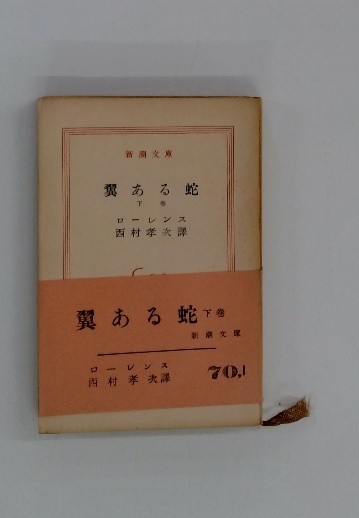 新潮文庫
翼ある蛇
下巻
ローレンス
西村孝次譯
翼ある蛇 下巻
新潮文庫
ローレンス
西村孝次譯
70.1